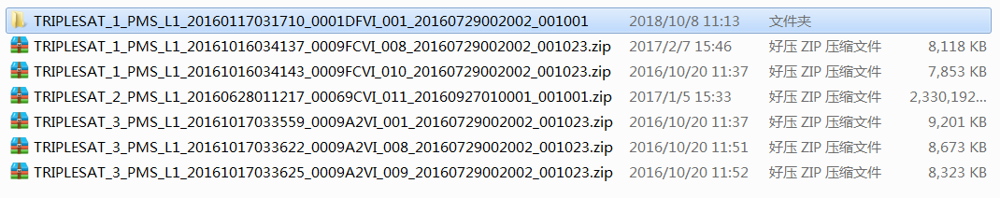 TRIPLESAT_1_PMS_L1_20160117031710_0001DFVI_001_20160729002002_001001 2018/10/8 11:13 文件夹
TRIPLESAT_1_PMS_L1_20161016034137_0009FCVI_008_20160729002002_001023.zip 2017/2/7 15:46 好压 ZIP 压缩文件 8,118 KB
TRIPLESAT_1_PMS_L1_20161016034143_0009FCVI_010_20160729002002_001023.zip 2016/10/20 11:37 好压 ZIP 压缩文件 7,853 KB
TRIPLESAT_2_PMS_L1_20160628011217_00069CVI_011_20160927010001_001001.zip 2017/1/5 15:33 好压 ZIP 压缩文件 2,330,192...
TRIPLESAT_3_PMS_L1_20161017033559_0009A2VI_001_20160729002002_001023.zip 2016/10/20 11:37 好压 ZIP 压缩文件 9,201 KB
TRIPLESAT_3_PMS_L1_20161017033622_0009A2VI_008_20160729002002_001023.zip 2016/10/20 11:51 好压 ZIP 压缩文件 8,673 KB
TRIPLESAT_3_PMS_L1_20161017033625_0009A2VI_009_20160729002002_001023.zip 2016/10/20 11:52 好压 ZIP 压缩文件 8,323 KB